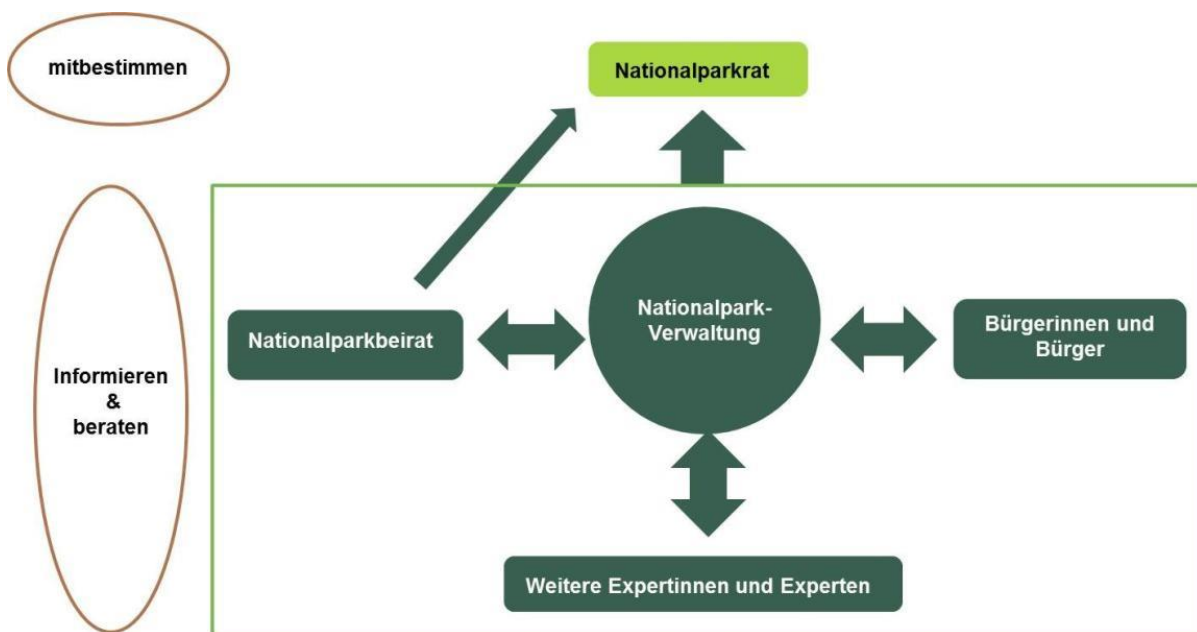 mitbestimmen
Nationalparkrat
Nationalpark-
Verwaltung
Nationalparkbeirat
Bürgerinnen und
Bürger
Informieren
&
beraten
Weitere Expertinnen und Experten